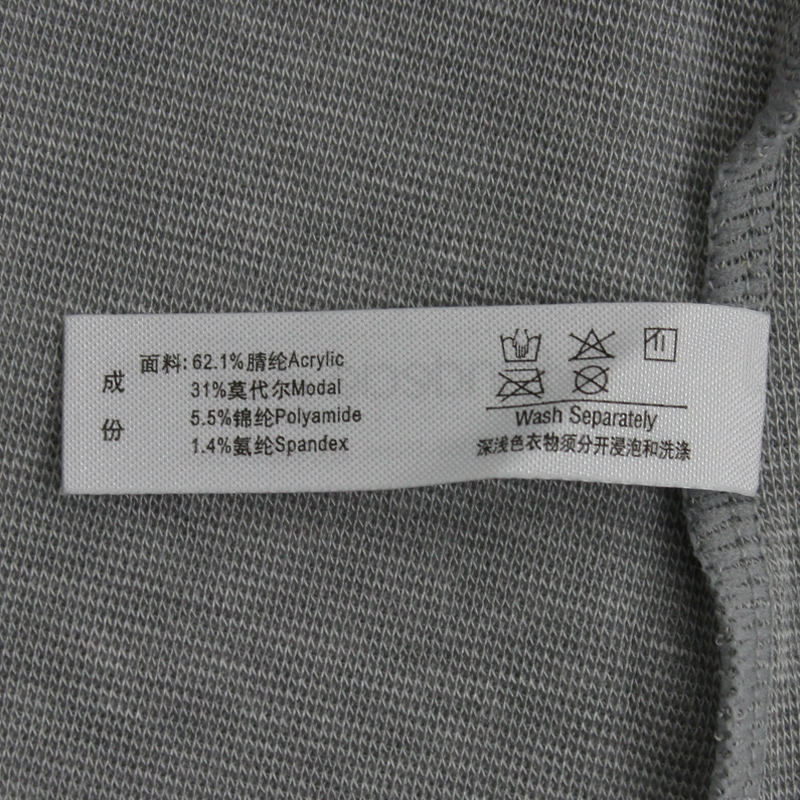 成份
面料: 62.1%腈纶Acrylic
31%莫代尔Modal
5.5%锦纶Polyamide
1.4%氨纶Spandex
Wash Separately
深浅色衣物须分开浸泡和洗涤